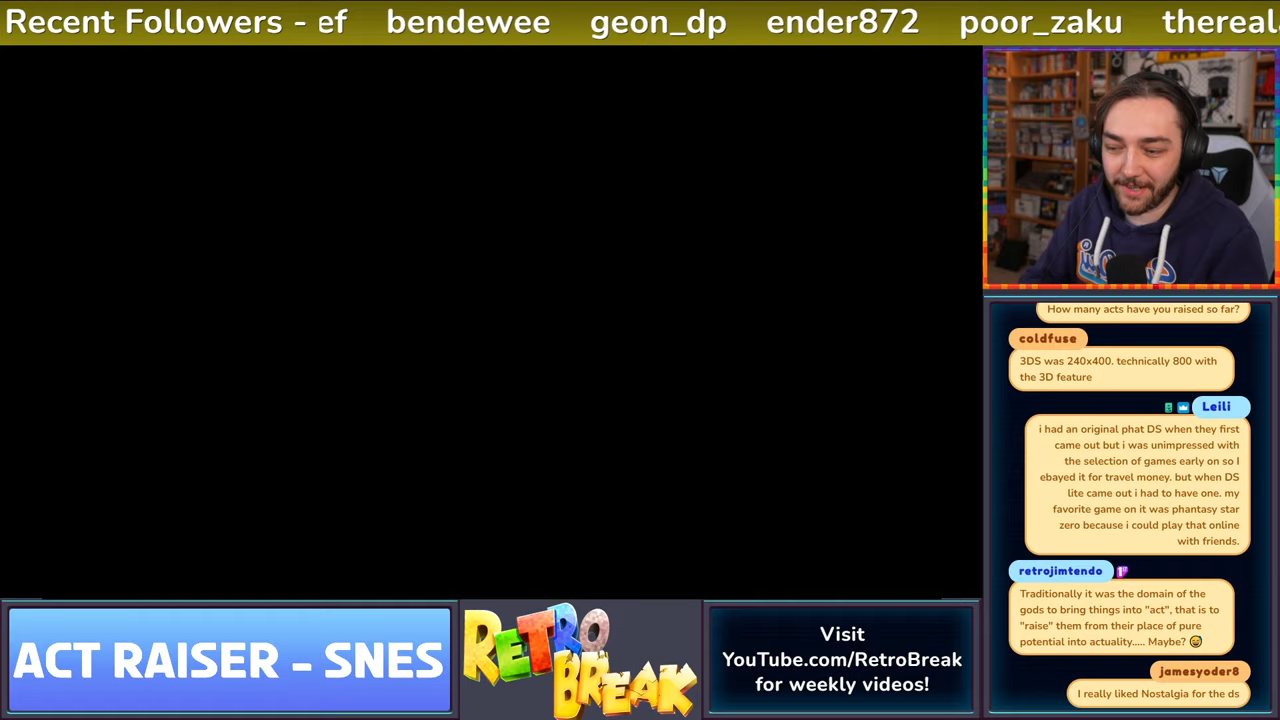 Recent Followers - ef bendewee geon_dp ender872 poor_zaku thereal
How many acts have you raised so far?
coldfuse
3DS was 240x400. technically 800 with
the 3D feature
Leili
i had an original phat DS when they first
came out but i was unimpressed with
the selection of games early on so I
ebayed it for travel money. but when DS
lite came out i had to have one. my
favorite game on it was phantasy star
zero because i could play that online
with friends.
retrojimtendo
Traditionally it was the domain of the
gods to bring things into "act", that is to
"raise" them from their place of pure
potential into actuality..... Maybe? 😅
jamesyoder8
I really liked Nostalgia for the ds
ACT RAISER - SNES
RETRO
BREAK
Visit
YouTube.com/RetroBreak
for weekly videos!